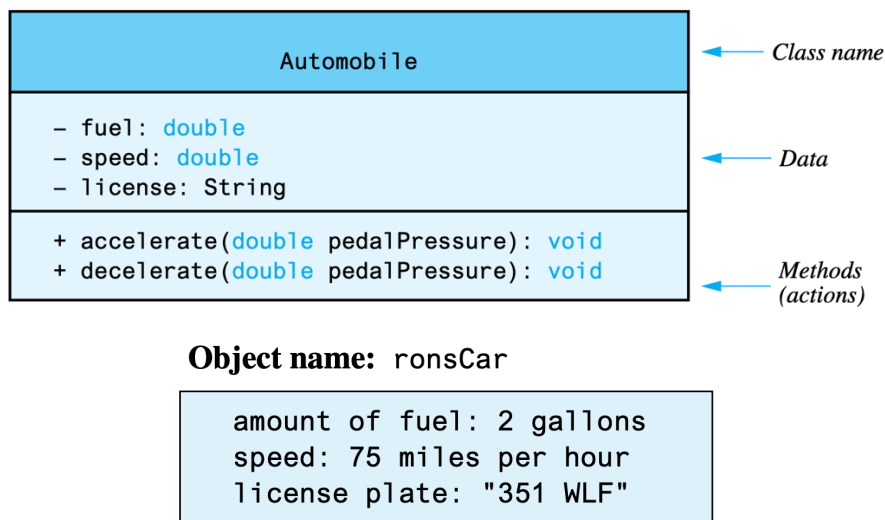 Automobile
Class name
– fuel: double
– speed: double
– license: String
Data
+ accelerate(double pedalPressure): void
+ decelerate(double pedalPressure): void
Methods
(actions)
Object name: ronsCar
amount of fuel: 2 gallons
speed: 75 miles per hour
license plate: "351 WLF"